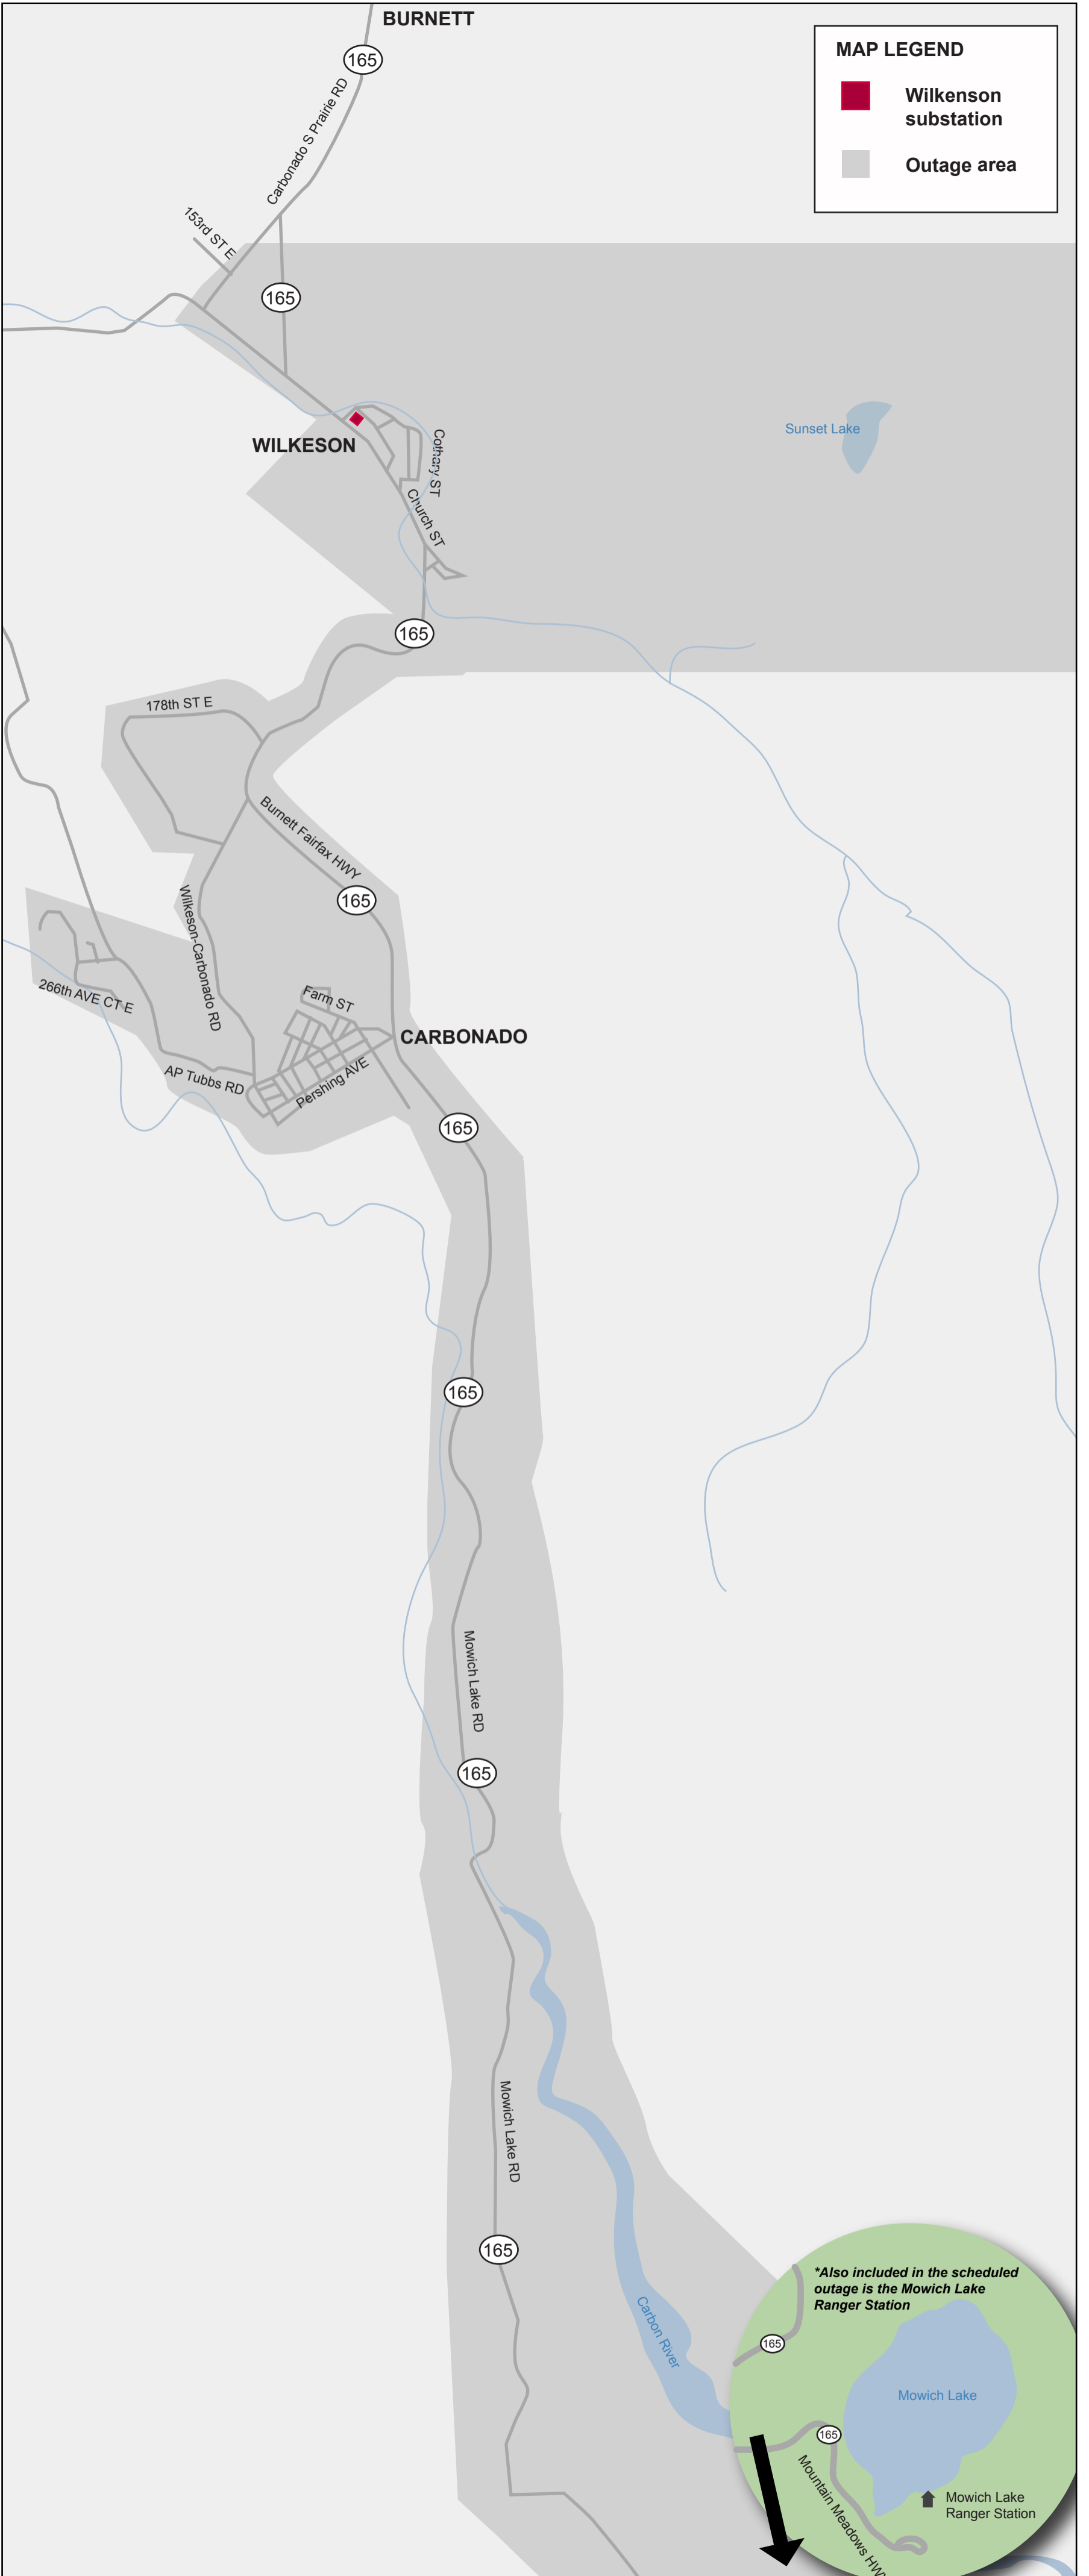 BURNETT
165
MAP LEGEND
Wilkenson
substation
Outage area
Carbonado S Prairie RD
153rd ST E
165
Sunset Lake
WILKESON
Cothary ST
Church ST
165
178th ST E
Burnett Fairfax HWY
165
Wilkeson-Carbonado RD
266th AVE CT E
Farm ST
CARBONADO
AP Tubbs RD
Pershing AVE
165
165
Mowich Lake RD
165
Mowich Lake RD
165
*Also included in the scheduled
outage is the Mowich Lake
Ranger Station
Carbon River
165
Mowich Lake
165
Mountain Meadows HW
Mowich Lake
Ranger Station